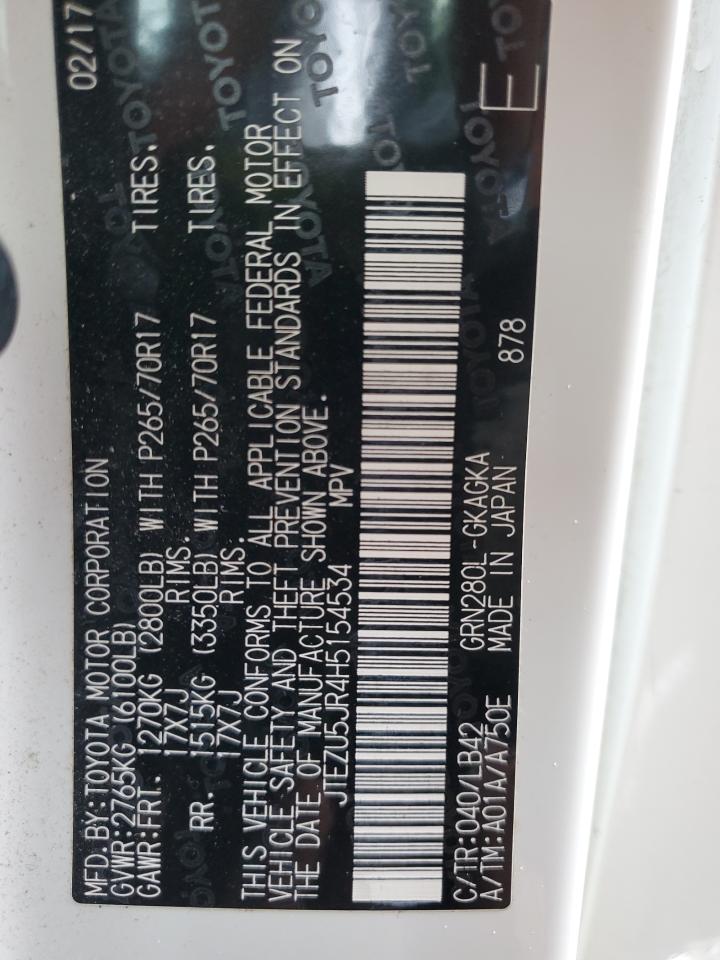 MFD. BY: TOYOTA MOTOR CORPORATION 02/17
GVWR: 2765KG (6100LB)
GAWR: FRT. 1270KG (2800LB) WITH P265/70R17 TIRES.
17X7J RIMS.
RR. 1515KG (3350LB) WITH P265/70R17 TIRES.
17X7J RIMS.
THIS VEHICLE CONFORMS TO ALL APPLICABLE FEDERAL MOTOR
VEHICLE SAFETY AND THEFT PREVENTION STANDARDS IN EFFECT ON
THE DATE OF MANUFACTURE SHOWN ABOVE.
JTEZU5JR4H5154534 MPV
C/TR: 040/LB42 GRN280L-GKAGKA 878 E
A/TM: A01A/A750E MADE IN JAPAN